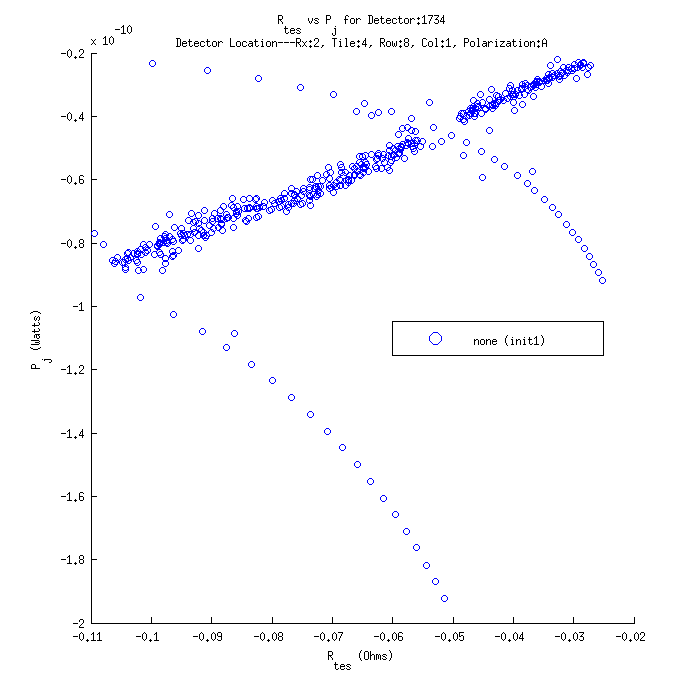 R_tes vs P_j for Detector:1734
Detector Location---Rx:2, Tile:4, Row:8, Col:1, Polarization:A
x 10^-10
-0.2
-0.4
-0.6
-0.8
-1
-1.2
-1.4
-1.6
-1.8
-2
P_j (Watts)
none (init1)
-0.11 -0.1 -0.09 -0.08 -0.07 -0.06 -0.05 -0.04 -0.03 -0.02
R_tes (Ohms)